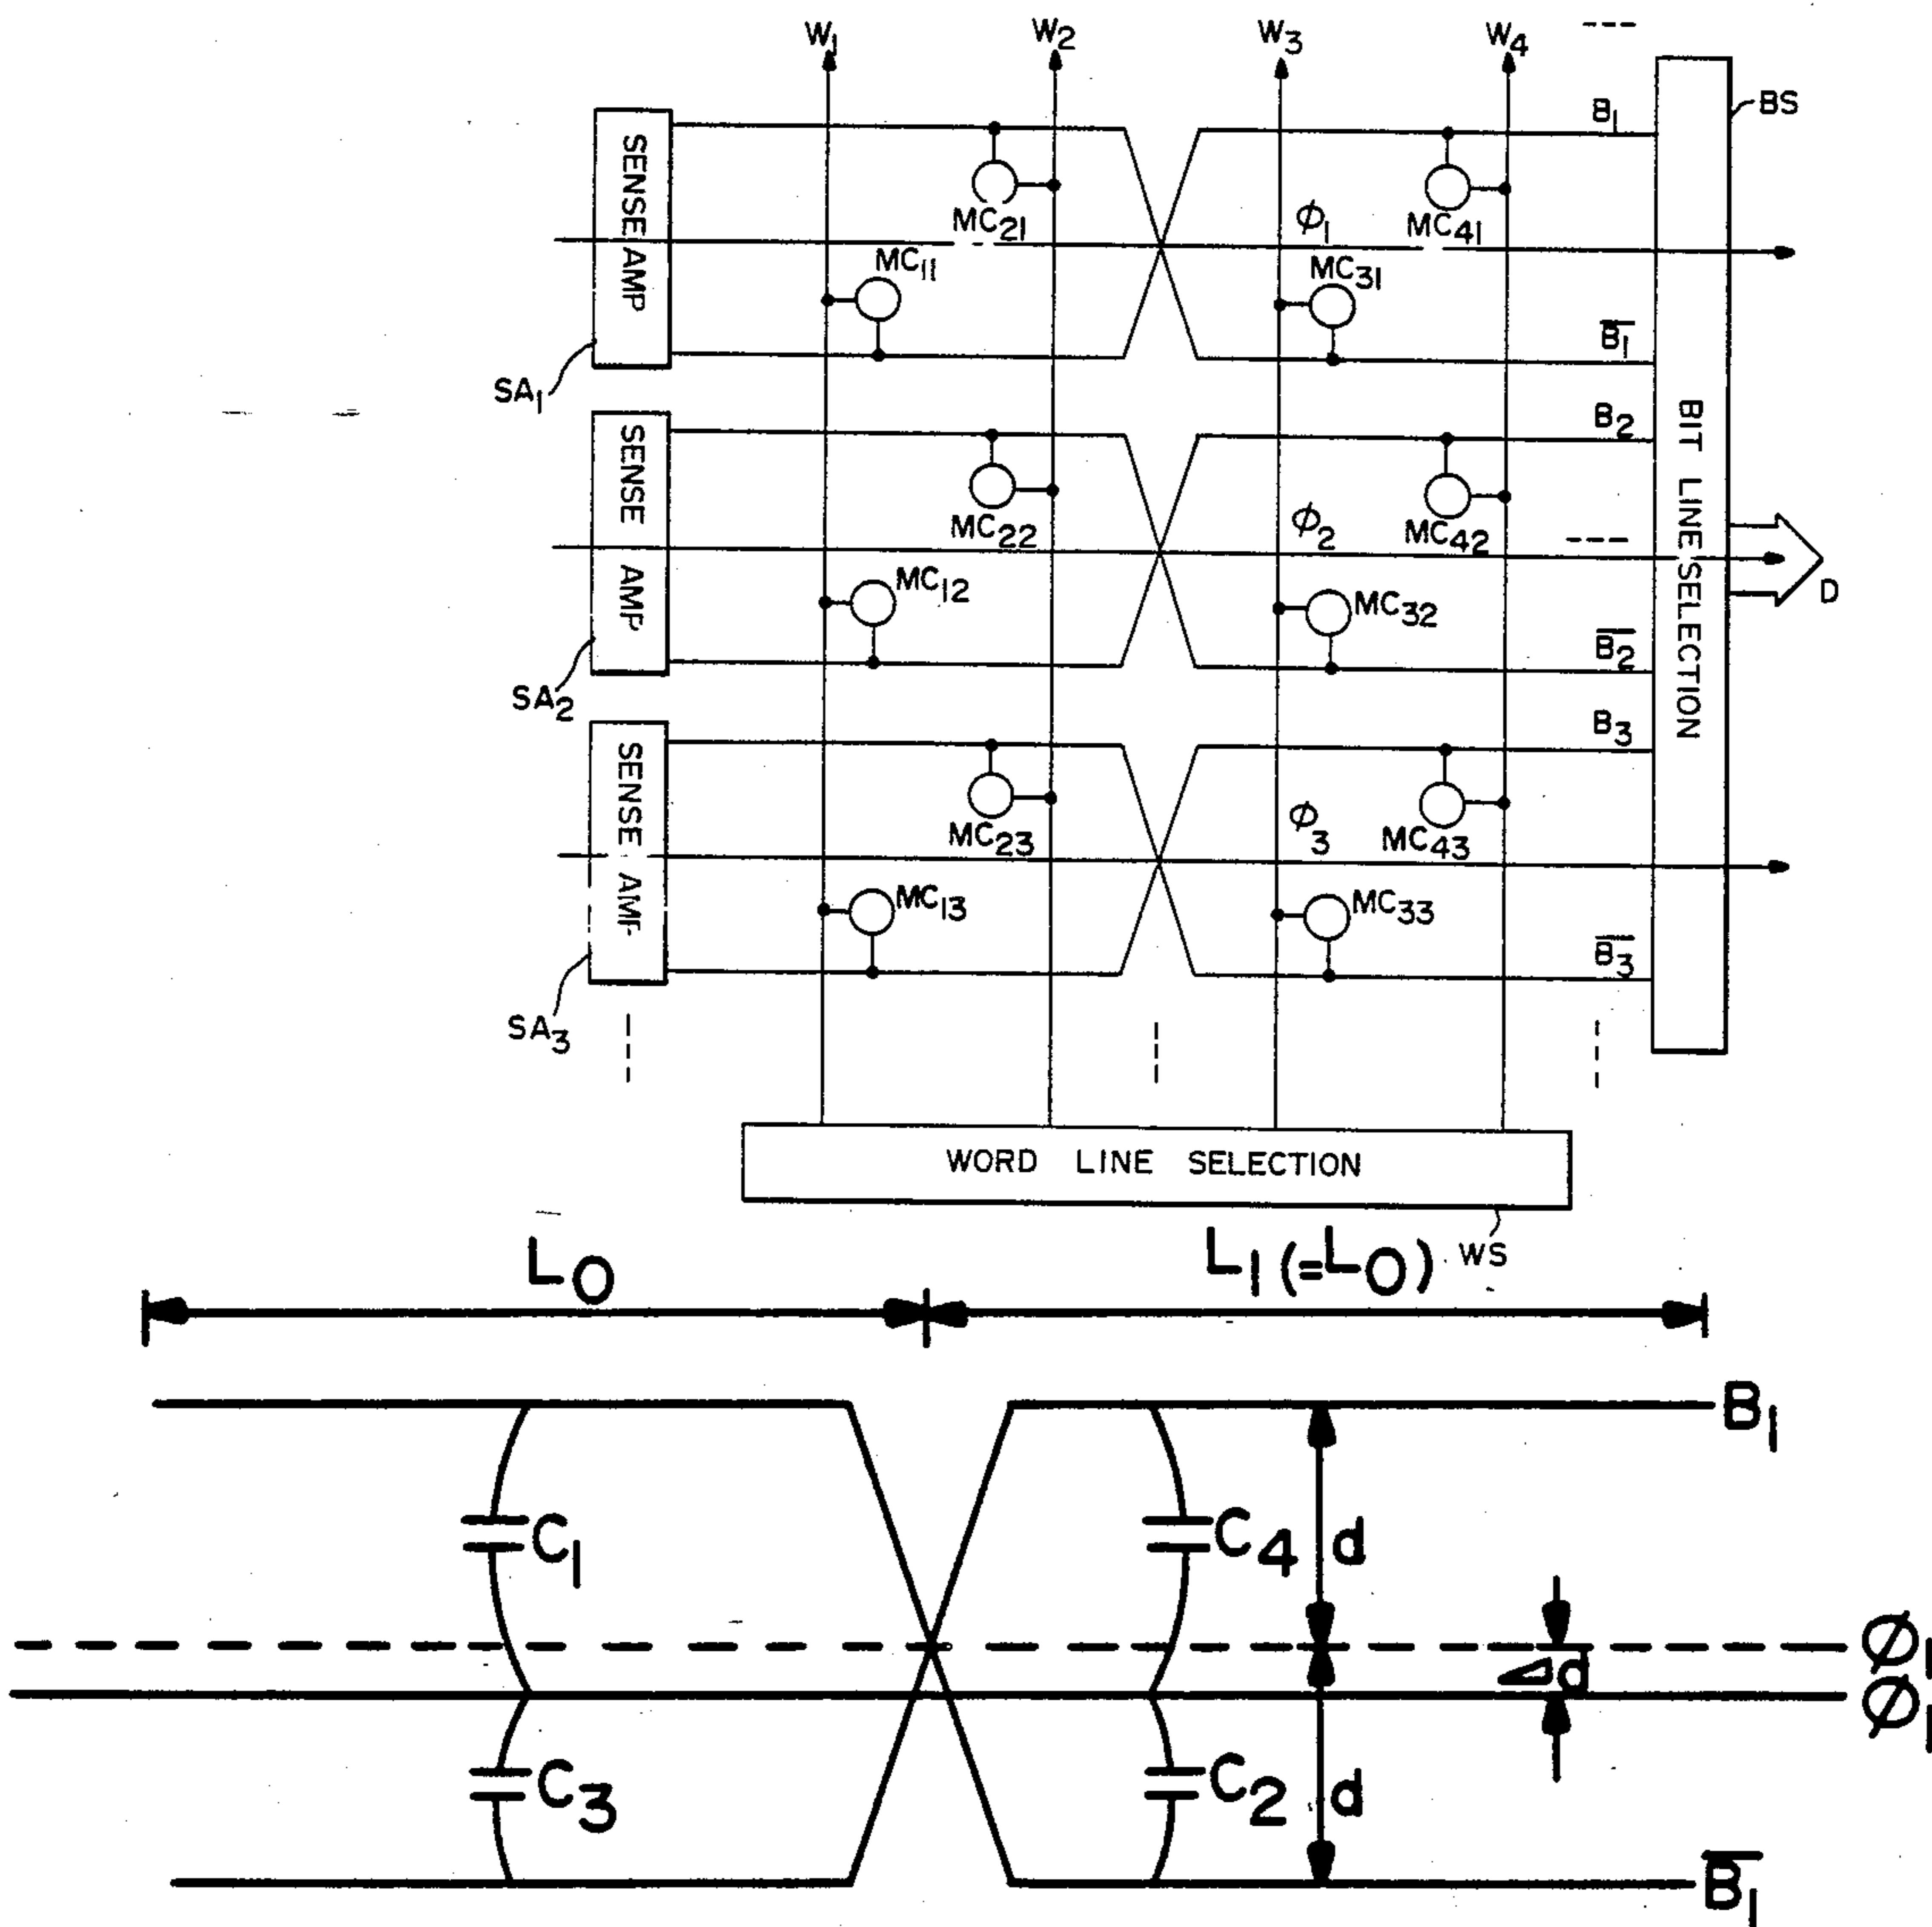 W1 W2 W3 W4
B1 BS
SENSE AMP
MC21 ϕ1 MC41
MC11 MC31
B̅1̅
SA1
B2
SENSE AMP
BIT LINE SELECTION
MC22 ϕ2 MC42
MC12 MC32 D
B̅2̅
SA2
B3
SENSE AMP
MC23 ϕ3 MC43
MC13 MC33
B̅3̅
SA3
WORD LINE SELECTION
WS
L0 L1(=L0)
B1
C1 C4 d
ϕ1
Δd
ϕ1
C3 C2 d
B̅1̅